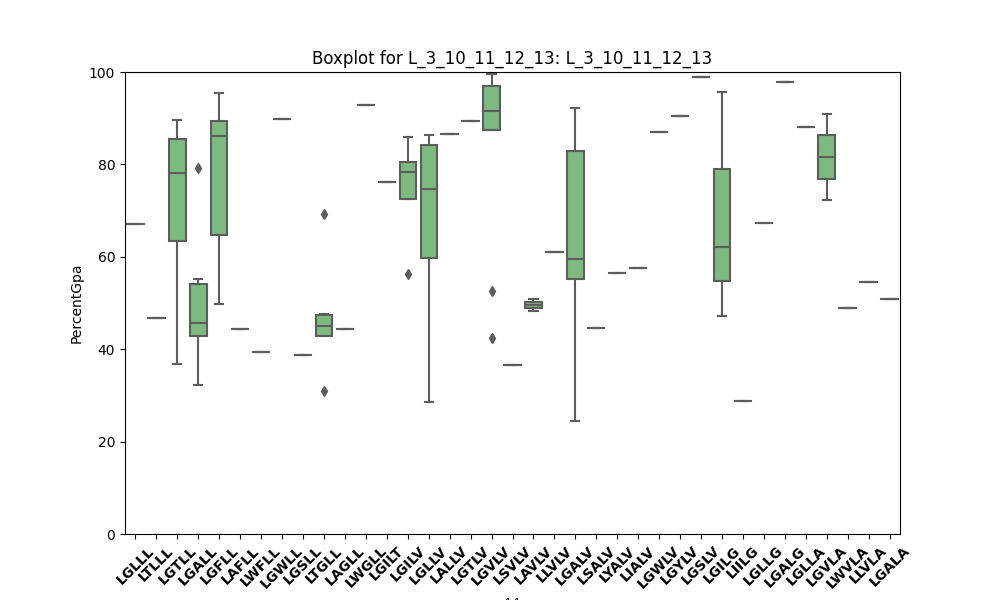 Boxplot for L_3_10_11_12_13: L_3_10_11_12_13
PercentGpa
100
80
60
40
20
0
LGLLL
LTLLL
LGTLL
LGALL
LGFLL
LAFLL
LWFLL
LGWLL
LGSLL
LTGLL
LAGLL
LWGLL
LGILT
LGILV
LGLLV
LALLV
LGTLV
LGVLV
LSVLV
LAVLV
LLVLV
LGALV
LSALV
LYALV
LIALV
LGWLV
LGYLV
LGSLV
LGILG
LIILG
LGLLG
LGALG
LGLLA
LGVLA
LWVLA
LLVLA
LGALA